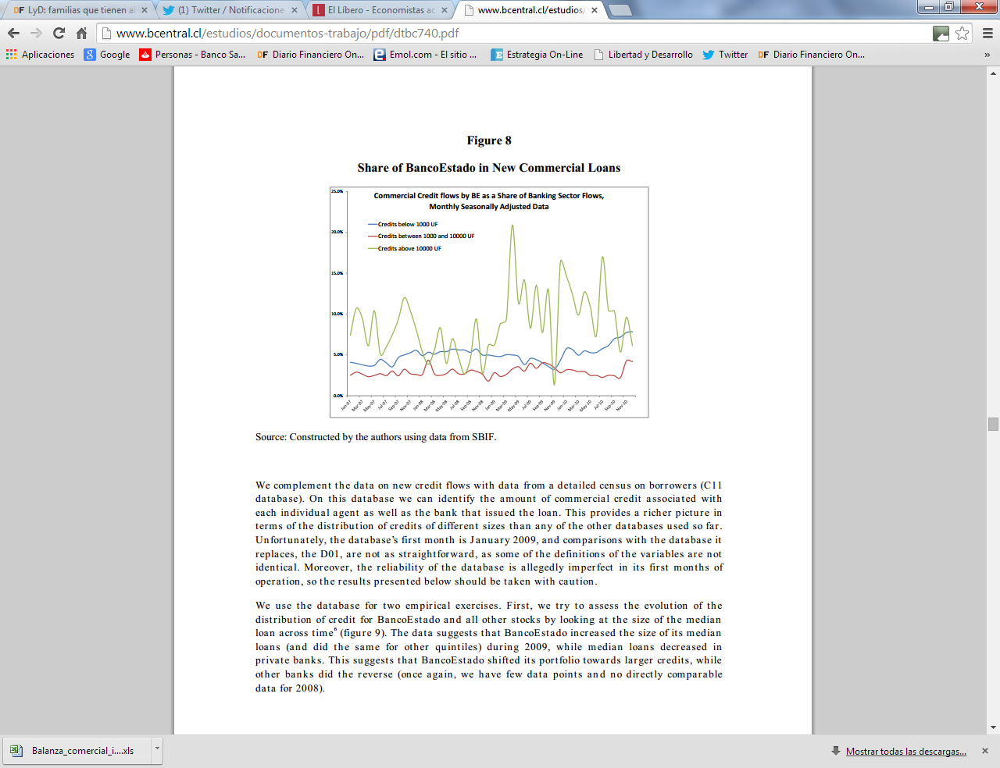 DF LyD: familias que tienen al
(1) Twitter / Notificacione
El Líbero - Economistas ac
www.bcentral.cl/estudios/
www.bcentral.cl/estudios/documentos-trabajo/pdf/dtbc740.pdf
Aplicaciones Google Personas - Banco Sa... DF Diario Financiero On... Emol.com - El sitio ... Estrategia On-Line Libertad y Desarrollo Twitter DF Diario Financiero On... »
Figure 8
Share of BancoEstado in New Commercial Loans
Commercial Credit flows by BE as a Share of Banking Sector Flows,
Monthly Seasonally Adjusted Data
Credits below 1000 UF
Credits between 1000 and 10000 UF
Credits above 10000 UF
25.0%
20.0%
15.0%
10.0%
5.0%
0.0%
Jan-07 Mar-07 May-07 Jul-07 Sep-07 Nov-07 Jan-08 Mar-08 May-08 Jul-08 Sep-08 Nov-08 Jan-09 Mar-09 May-09 Jul-09 Sep-09 Nov-09 Jan-10 Mar-10 May-10 Jul-10 Sep-10 Nov-10
Source: Constructed by the authors using data from SBIF.
We complement the data on new credit flows with data from a detailed census on borrowers (C11
database). On this database we can identify the amount of commercial credit associated with
each individual agent as well as the bank that issued the loan. This provides a richer picture in
terms of the distribution of credits of different sizes than any of the other databases used so far.
Unfortunately, the database's first month is January 2009, and comparisons with the database it
replaces, the D01, are not as straightforward, as some of the definitions of the variables are not
identical. Moreover, the reliability of the database is allegedly imperfect in its first months of
operation, so the results presented below should be taken with caution.
We use the database for two empirical exercises. First, we try to assess the evolution of the
distribution of credit for BancoEstado and all other stocks by looking at the size of the median
loan across time6 (figure 9). The data suggests that BancoEstado increased the size of its median
loans (and did the same for other quintiles) during 2009, while median loans decreased in
private banks. This suggests that BancoEstado shifted its portfolio towards larger credits, while
other banks did the reverse (once again, we have few data points and no directly comparable
data for 2008).
Balanza_comercial_i....xls
Mostrar todas las descargas...